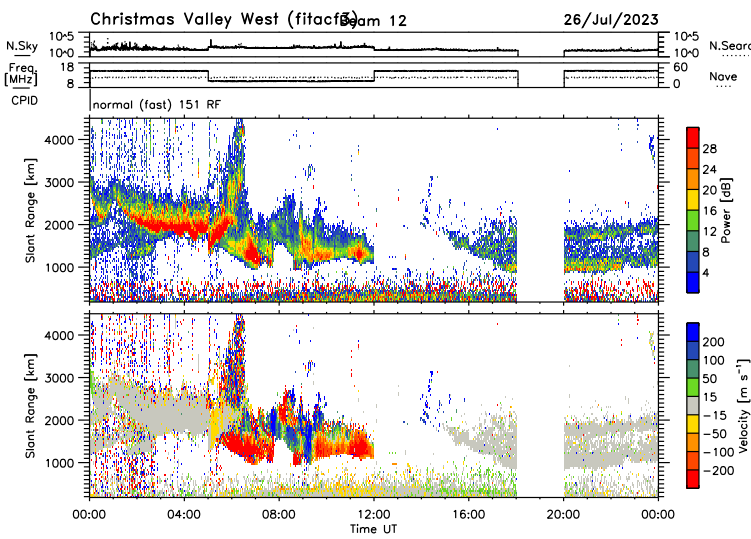 Christmas Valley West (fitacf3)
Beam 12
26/Jul/2023
N.Sky
10^5
10^0
10^5
10^0
N.Sear
Freq
[MHz]
18
8
60
0
Nave
CPID
normal (fast) 151 RF
Slant Range [km]
4000
3000
2000
1000
28
24
20
16
12
8
4
Power [dB]
Slant Range [km]
4000
3000
2000
1000
200
100
50
15
-15
-50
-100
-200
Velocity [m s⁻¹]
00:00 04:00 08:00 12:00 16:00 20:00 00:00
Time UT